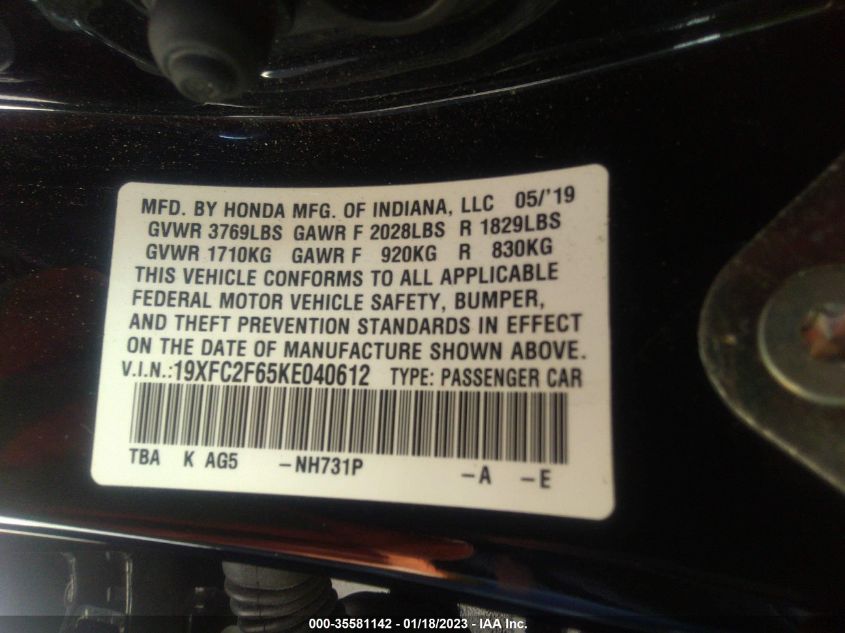 MFD. BY HONDA MFG. OF INDIANA, LLC 05/'19
GVWR 3769LBS GAWR F 2028LBS R 1829LBS
GVWR 1710KG GAWR F 920KG R 830KG
THIS VEHICLE CONFORMS TO ALL APPLICABLE
FEDERAL MOTOR VEHICLE SAFETY, BUMPER,
AND THEFT PREVENTION STANDARDS IN EFFECT
ON THE DATE OF MANUFACTURE SHOWN ABOVE.
V.I.N.:19XFC2F65KE040612 TYPE: PASSENGER CAR
TBA K AG5 -NH731P -A -E
000-35581142 - 01/18/2023 - IAA Inc.